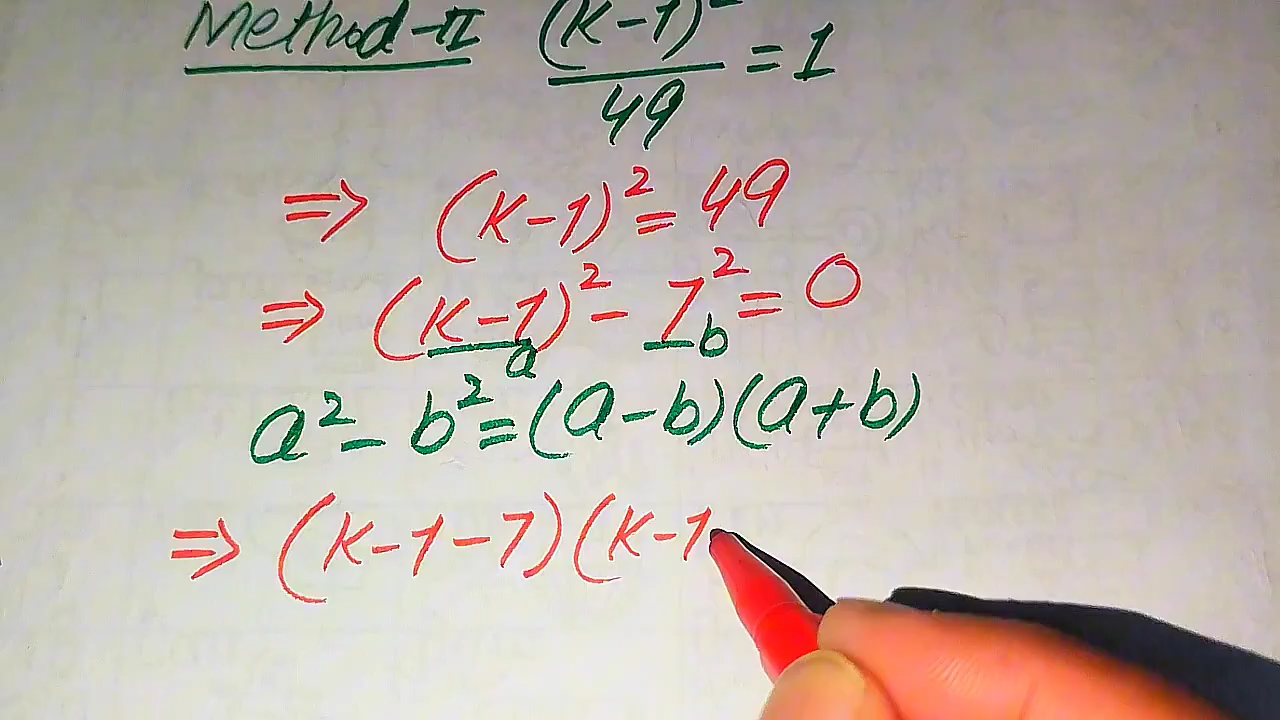 Method-II (K-1)² / 49 = 1
⇒ (K-1)² = 49
⇒ (K-1)² - 7² = 0
a b
a² - b² = (a-b)(a+b)
⇒ (K-1-7)(K-1